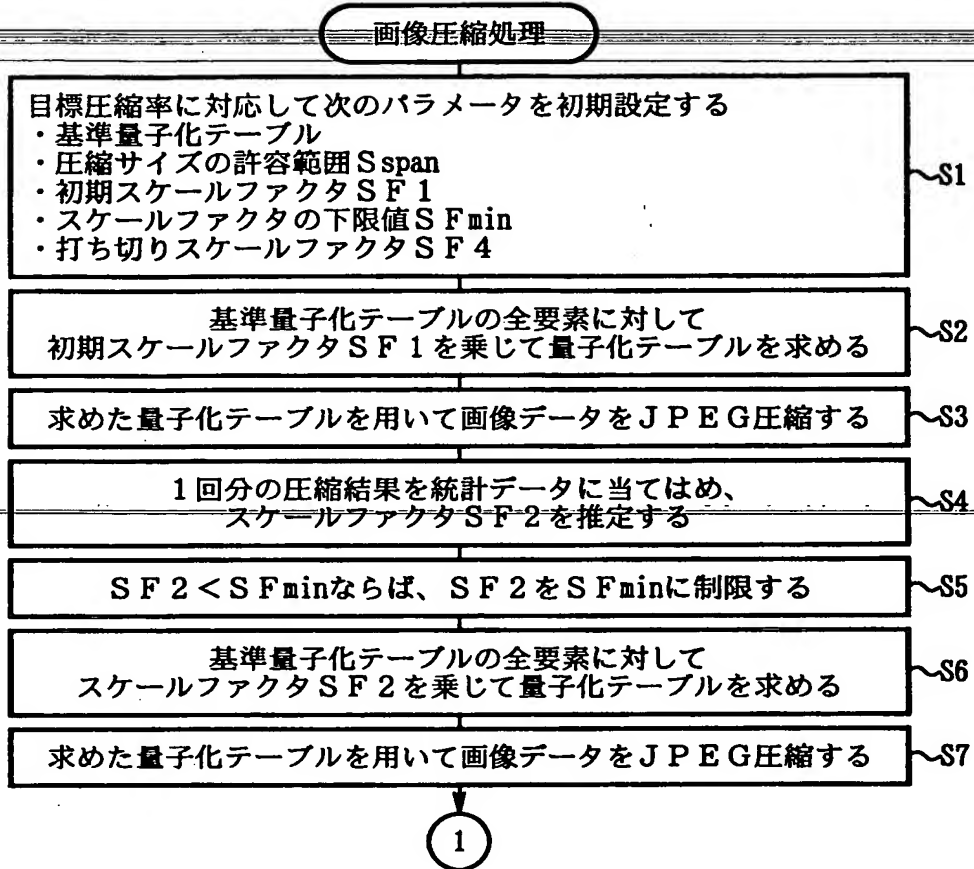 画像圧縮処理
目標圧縮率に対応して次のパラメータを初期設定する
・基準量子化テーブル
・圧縮サイズの許容範囲Sspan
・初期スケールファクタSF1
・スケールファクタの下限値SFmin
・打ち切りスケールファクタSF4
~S1
基準量子化テーブルの全要素に対して
初期スケールファクタSF1を乗じて量子化テーブルを求める
~S2
求めた量子化テーブルを用いて画像データをJPEG圧縮する
~S3
1回分の圧縮結果を統計データに当てはめ、
スケールファクタSF2を推定する
~S4
SF2<SFminならば、SF2をSFminに制限する
~S5
基準量子化テーブルの全要素に対して
スケールファクタSF2を乗じて量子化テーブルを求める
~S6
求めた量子化テーブルを用いて画像データをJPEG圧縮する
~S7
1